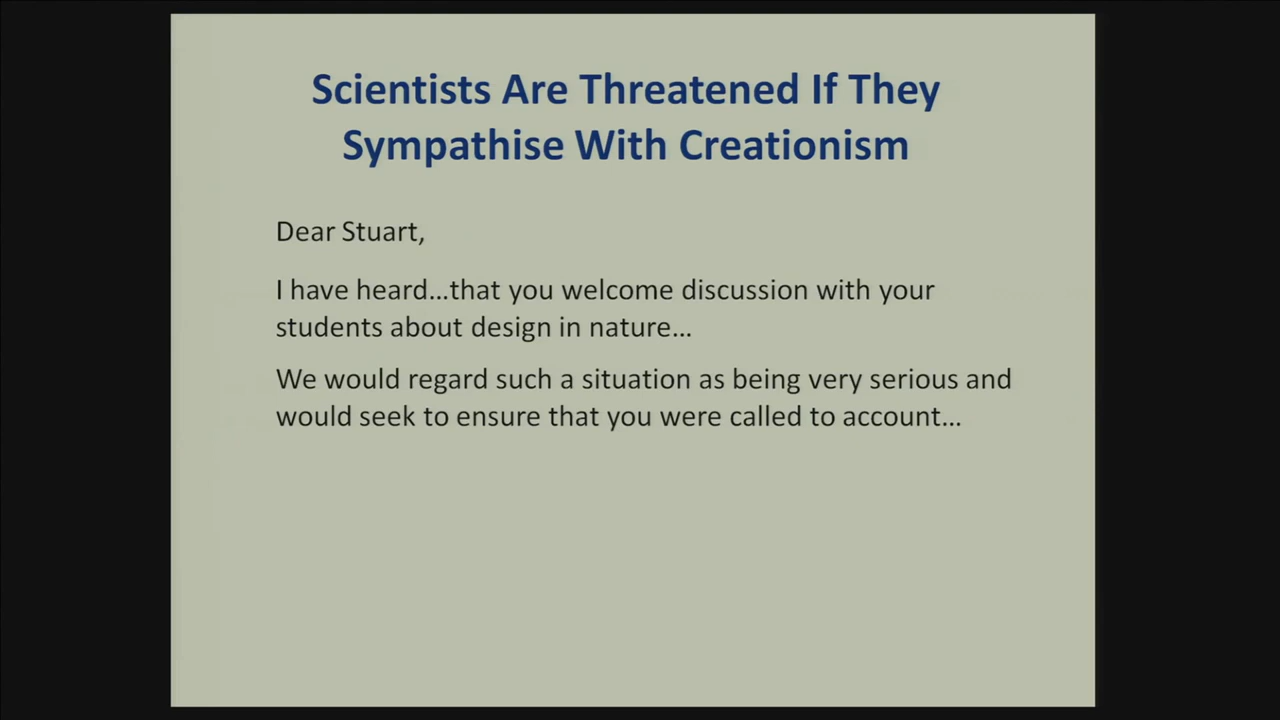 Scientists Are Threatened If They
Sympathise With Creationism
Dear Stuart,
I have heard...that you welcome discussion with your
students about design in nature...
We would regard such a situation as being very serious and
would seek to ensure that you were called to account...